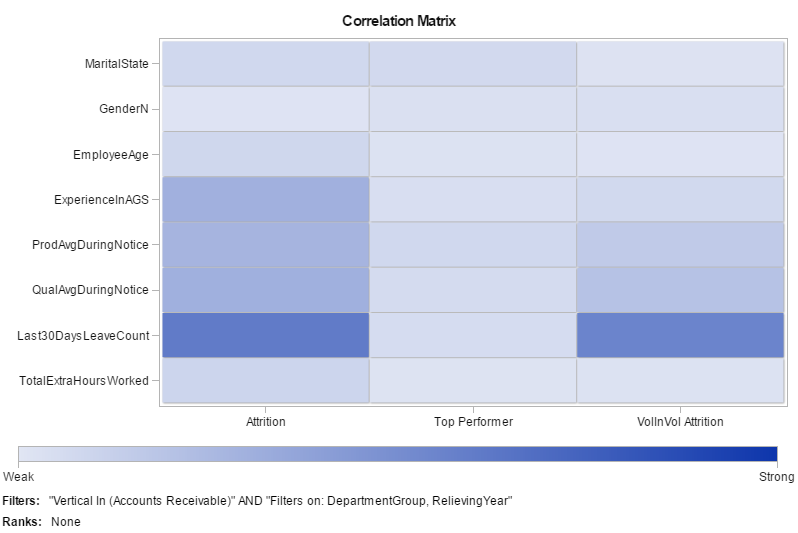 Correlation Matrix
MaritalState
GenderN
EmployeeAge
ExperienceInAGS
ProdAvgDuringNotice
QualAvgDuringNotice
Last30DaysLeaveCount
TotalExtraHoursWorked
Attrition Top Performer VolInVol Attrition
Weak Strong
Filters: "Vertical In (Accounts Receivable)" AND "Filters on: DepartmentGroup, RelievingYear"
Ranks: None